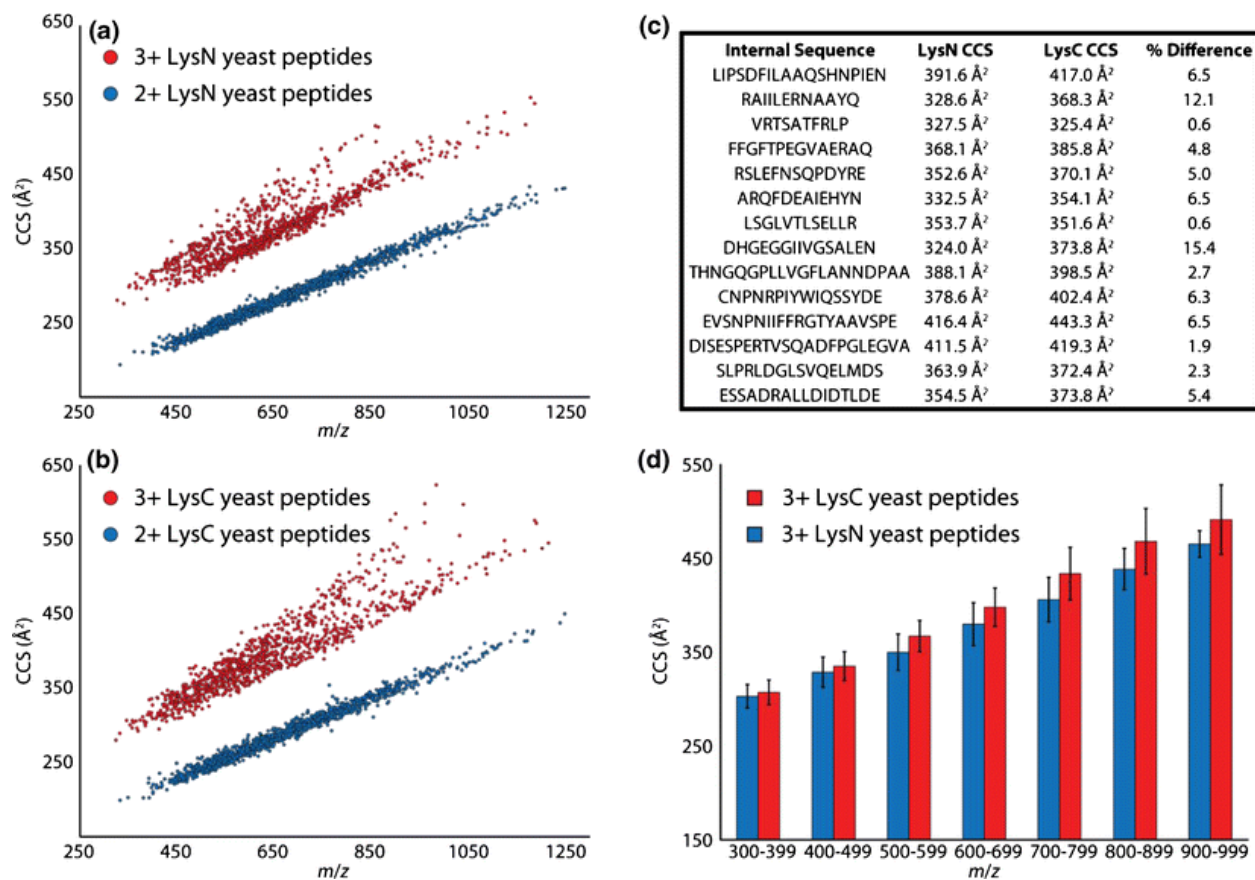 (a)
3+ LysN yeast peptides
2+ LysN yeast peptides
CCS (Å²)
650
550
450
350
250
250 450 650 850 1050 1250
m/z
(b)
3+ LysC yeast peptides
2+ LysC yeast peptides
CCS (Å²)
650
550
450
350
250
250 450 650 850 1050 1250
m/z
(c)
Internal Sequence LysN CCS LysC CCS % Difference
LIPSDFILAAQSHNPIEN 391.6 Å² 417.0 Å² 6.5
RAIILERNAAYQ 328.6 Å² 368.3 Å² 12.1
VRTSATFRLP 327.5 Å² 325.4 Å² 0.6
FFGFTPEGVAERAQ 368.1 Å² 385.8 Å² 4.8
RSLEFNSQPDYRE 352.6 Å² 370.1 Å² 5.0
ARQFDEAIEHYN 332.5 Å² 354.1 Å² 6.5
LSGLVTLSELLR 353.7 Å² 351.6 Å² 0.6
DHGEGGIIVGSALEN 324.0 Å² 373.8 Å² 15.4
THNGQGPLLVGFLANNDPAA 388.1 Å² 398.5 Å² 2.7
CNPNRPIYWIQSSYDE 378.6 Å² 402.4 Å² 6.3
EVSNPNIIFFRGTYAAVSPE 416.4 Å² 443.3 Å² 6.5
DISESPERTVSQADFPGLEGVA 411.5 Å² 419.3 Å² 1.9
SLPRLDGLSVQELMDS 363.9 Å² 372.4 Å² 2.3
ESSADRALLDIDTLDE 354.5 Å² 373.8 Å² 5.4
(d)
3+ LysC yeast peptides
3+ LysN yeast peptides
CCS (Å²)
550
450
350
250
150
300-399 400-499 500-599 600-699 700-799 800-899 900-999
m/z